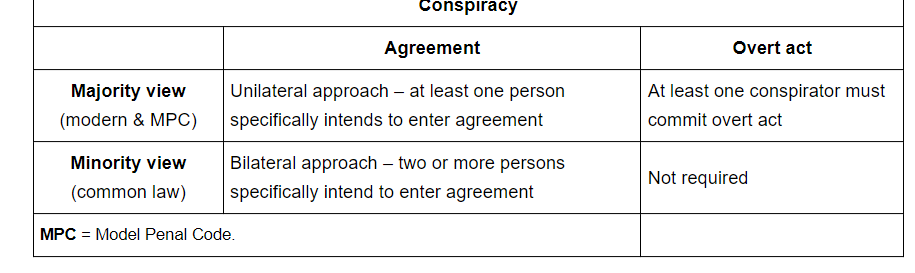 Conspiracy
Agreement
Overt act
Majority view
(modern & MPC)
Unilateral approach – at least one person
specifically intends to enter agreement
At least one conspirator must
commit overt act
Minority view
(common law)
Bilateral approach – two or more persons
specifically intend to enter agreement
Not required
MPC = Model Penal Code.